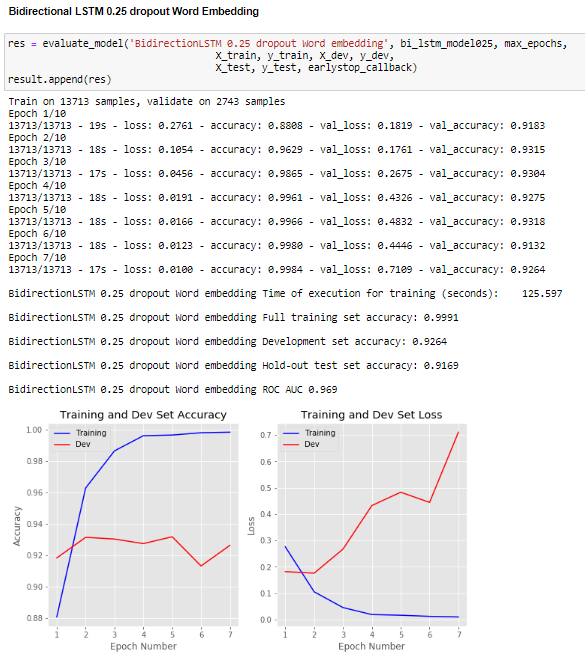 Bidirectional LSTM 0.25 dropout Word Embedding
res = evaluate_model('BidirectionLSTM 0.25 dropout Word embedding', bi_lstm_model025, max_epochs,
X_train, y_train, X_dev, y_dev,
X_test, y_test, earlystop_callback)
result.append(res)
Train on 13713 samples, validate on 2743 samples
Epoch 1/10
13713/13713 - 19s - loss: 0.2761 - accuracy: 0.8808 - val_loss: 0.1819 - val_accuracy: 0.9183
Epoch 2/10
13713/13713 - 18s - loss: 0.1054 - accuracy: 0.9629 - val_loss: 0.1761 - val_accuracy: 0.9315
Epoch 3/10
13713/13713 - 17s - loss: 0.0456 - accuracy: 0.9865 - val_loss: 0.2675 - val_accuracy: 0.9304
Epoch 4/10
13713/13713 - 18s - loss: 0.0191 - accuracy: 0.9961 - val_loss: 0.4326 - val_accuracy: 0.9275
Epoch 5/10
13713/13713 - 18s - loss: 0.0166 - accuracy: 0.9966 - val_loss: 0.4832 - val_accuracy: 0.9318
Epoch 6/10
13713/13713 - 18s - loss: 0.0123 - accuracy: 0.9980 - val_loss: 0.4446 - val_accuracy: 0.9132
Epoch 7/10
13713/13713 - 17s - loss: 0.0100 - accuracy: 0.9984 - val_loss: 0.7109 - val_accuracy: 0.9264
BidirectionLSTM 0.25 dropout Word embedding Time of execution for training (seconds): 125.597
BidirectionLSTM 0.25 dropout Word embedding Full training set accuracy: 0.9991
BidirectionLSTM 0.25 dropout Word embedding Development set accuracy: 0.9264
BidirectionLSTM 0.25 dropout Word embedding Hold-out test set accuracy: 0.9169
BidirectionLSTM 0.25 dropout Word embedding ROC AUC 0.969
Training and Dev Set Accuracy
Training
Dev
1.00
0.98
0.96
0.94
0.92
0.90
0.88
Accuracy
1 2 3 4 5 6 7
Epoch Number
Training and Dev Set Loss
Training
Dev
0.7
0.6
0.5
0.4
0.3
0.2
0.1
0.0
Loss
1 2 3 4 5 6 7
Epoch Number